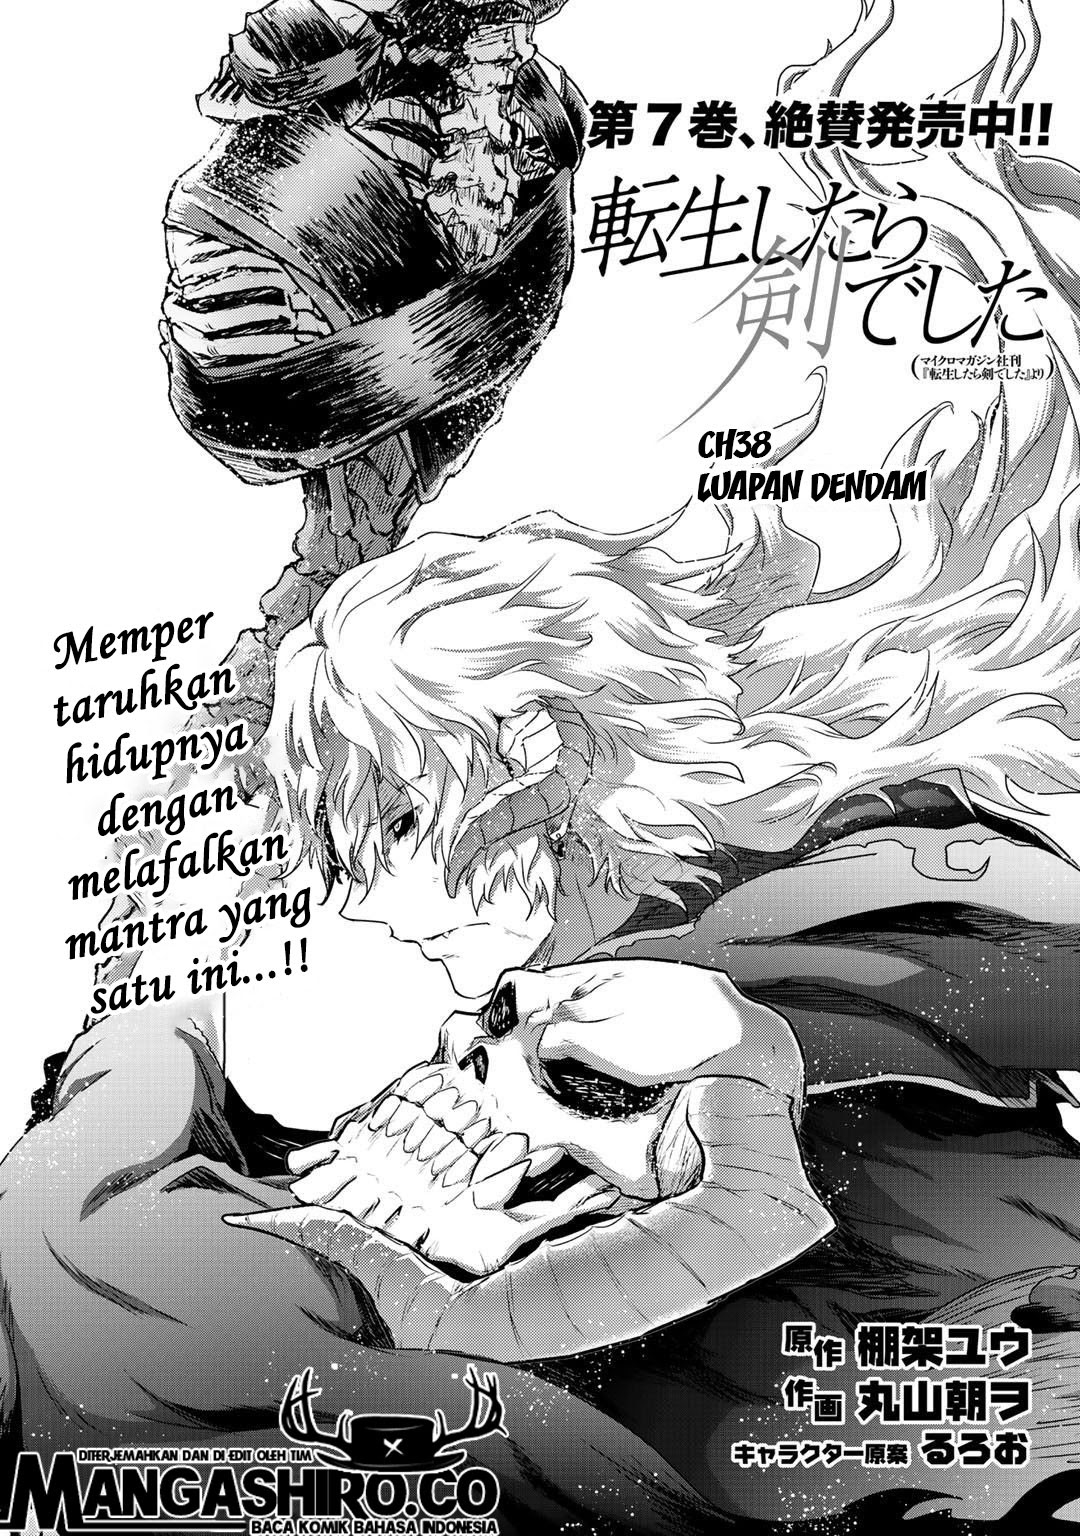 第7巻、絶賛発売中!!
転生したら
剣でした
(マイクロマガジン社刊
『転生したら剣でした』より)
CH38
LUAPAN DENDAM
Memper
taruhkan
hidupnya
dengan
melafalkan
mantra yang
satu ini...!!
原作 棚架ユウ
作画 丸山朝ヲ
キャラクター原案 るろお
DITERJEMAHKAN DAN DI EDIT OLEH TIM
MANGASHIRO.CO
BACA KOMIK BAHASA INDONESIA